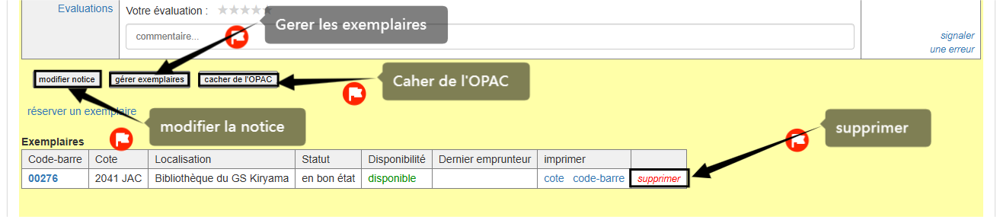 Evaluations
Votre évaluation :
Gerer les exemplaires
commentaire...
signaler
une erreur
modifier notice
gérer exemplaires
cacher de l'OPAC
Caher de l'OPAC
réserver un exemplaire
modifier la notice
supprimer
Exemplaires
Code-barre Cote Localisation Statut Disponibilité Dernier emprunteur imprimer
00276 2041 JAC Bibliothèque du GS Kiryama en bon état disponible cote code-barre supprimer